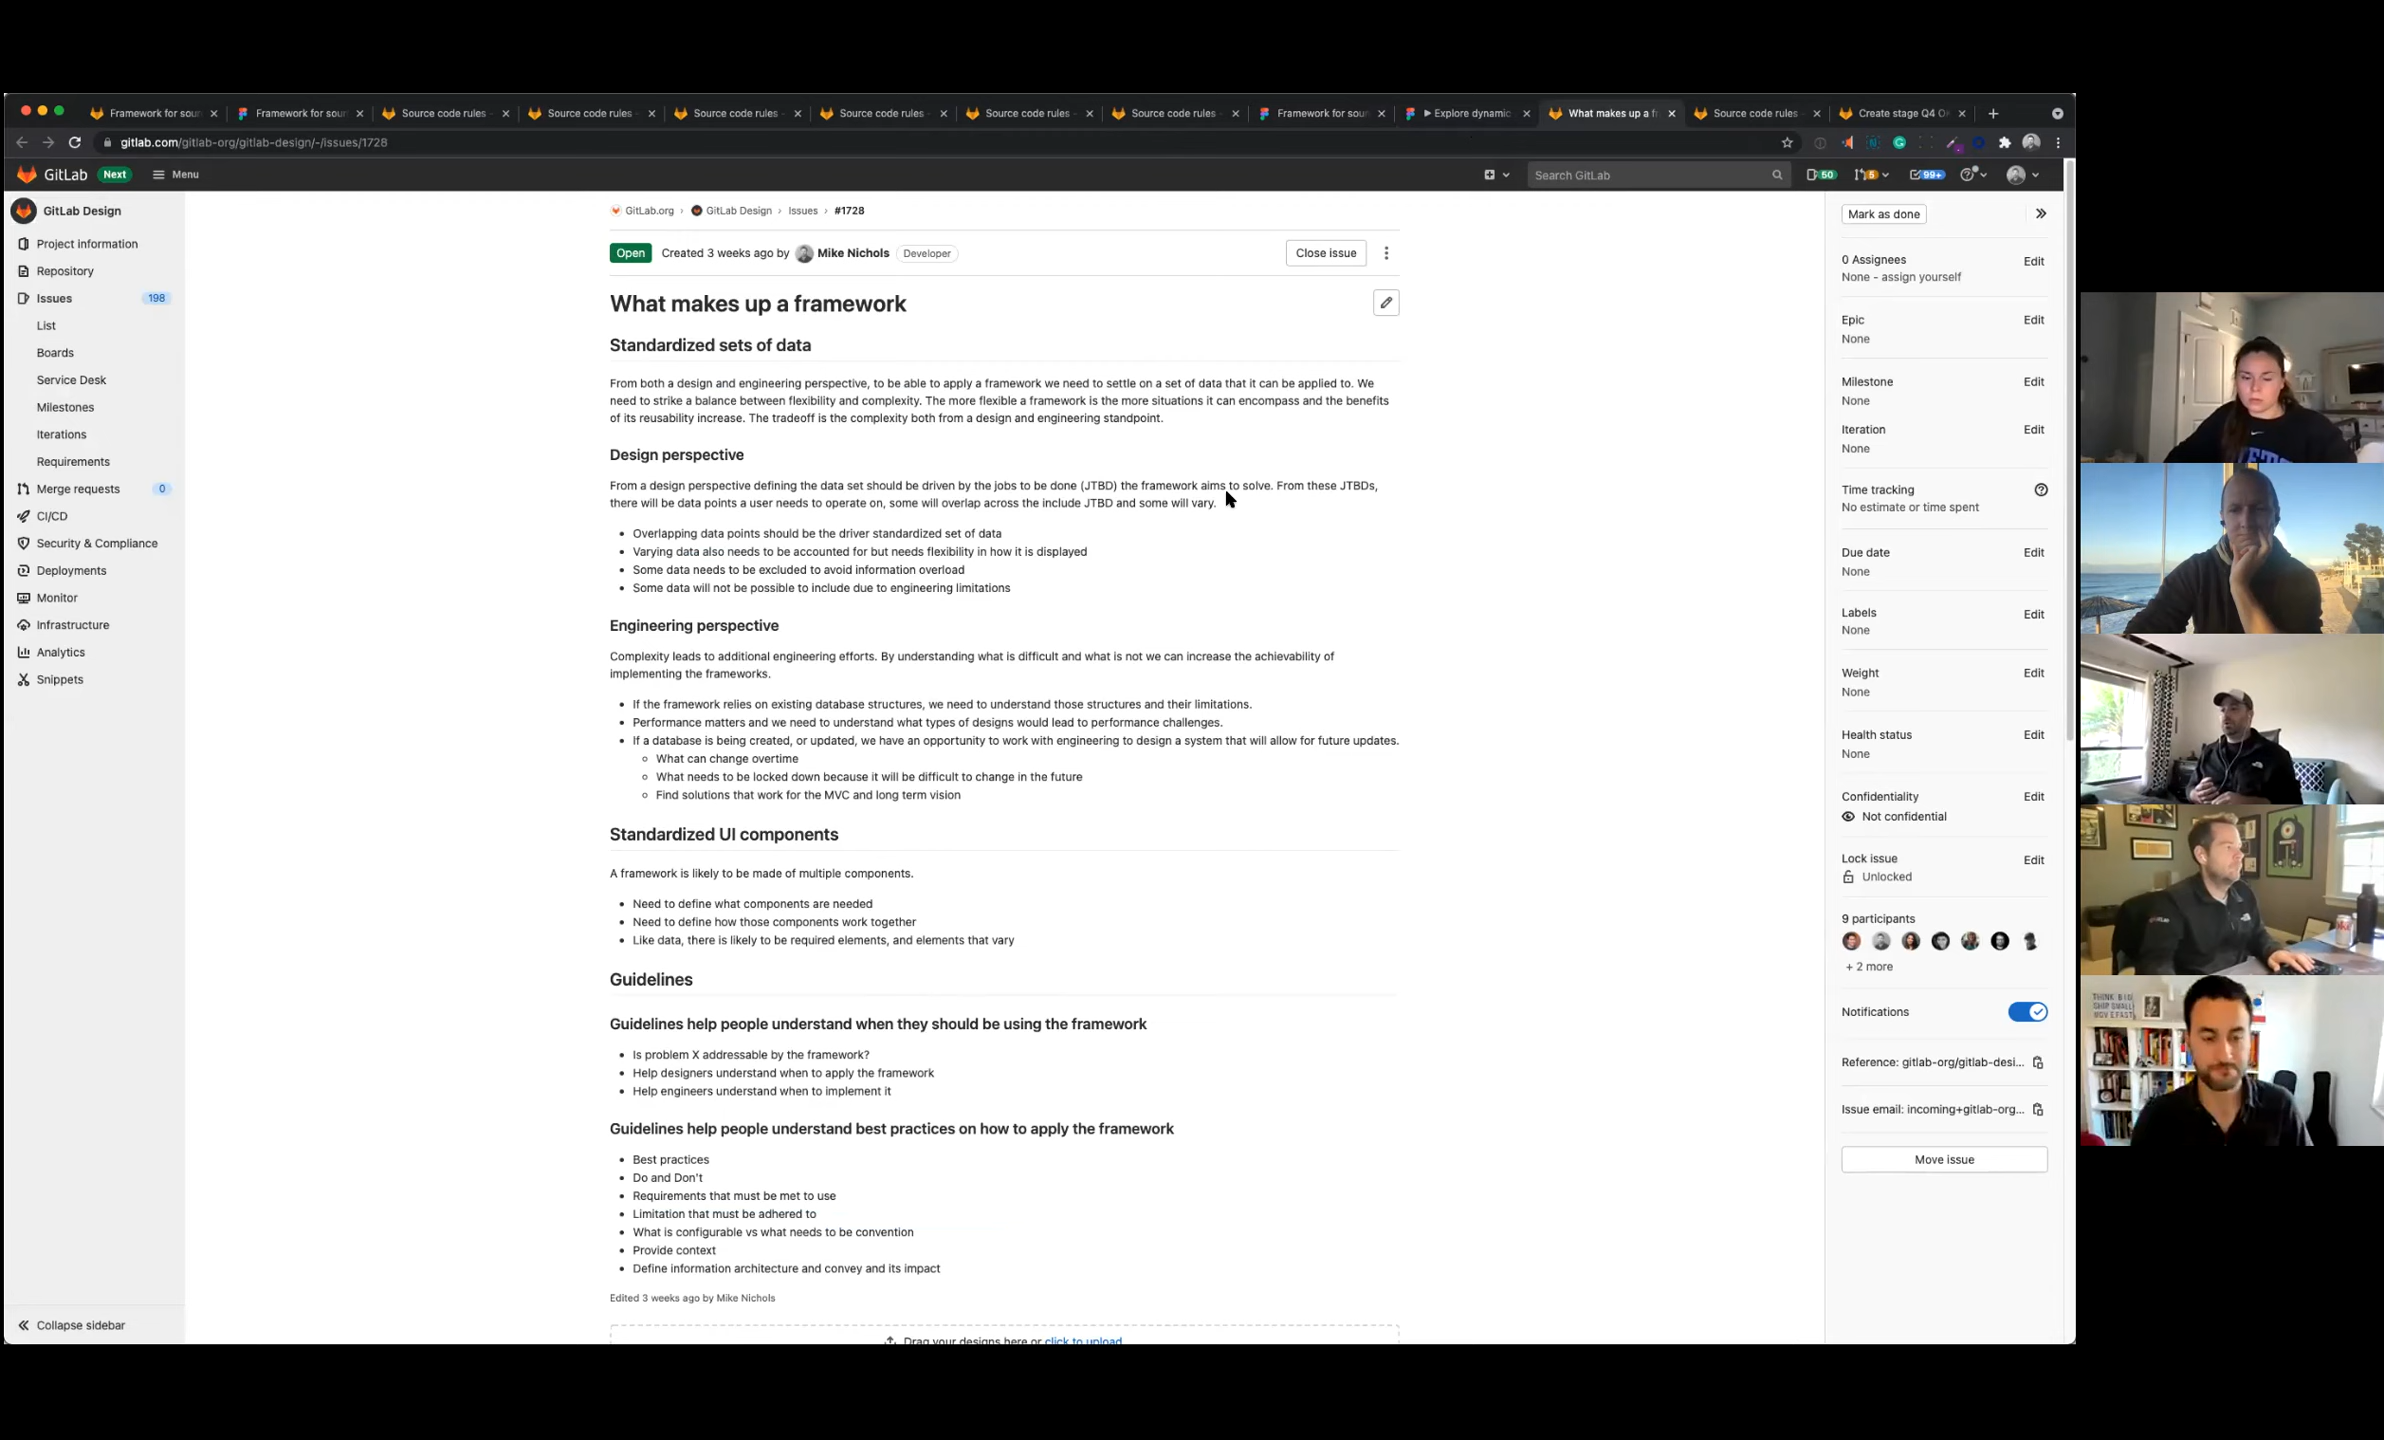 Framework for sour
Framework for sour
Source code rules
Source code rules
Source code rules
Source code rules
Source code rules
Source code rules
Framework for sour
Explore dynamic
What makes up a fr
Source code rules
Create stage Q4 OK
gitlab.com/gitlab-org/gitlab-design/-/issues/1728
GitLab Next Menu
Search GitLab
50
5
99+
GitLab Design
Project information
Repository
Issues 198
List
Boards
Service Desk
Milestones
Iterations
Requirements
Merge requests 0
CI/CD
Security & Compliance
Deployments
Monitor
Infrastructure
Analytics
Snippets
Collapse sidebar
GitLab.org › GitLab Design › Issues › #1728
Open Created 3 weeks ago by Mike Nichols Developer
Close issue
What makes up a framework
Standardized sets of data
From both a design and engineering perspective, to be able to apply a framework we need to settle on a set of data that it can be applied to. We
need to strike a balance between flexibility and complexity. The more flexible a framework is the more situations it can encompass and the benefits
of its reusability increase. The tradeoff is the complexity both from a design and engineering standpoint.
Design perspective
From a design perspective defining the data set should be driven by the jobs to be done (JTBD) the framework aims to solve. From these JTBDs,
there will be data points a user needs to operate on, some will overlap across the include JTBD and some will vary.
• Overlapping data points should be the driver standardized set of data
• Varying data also needs to be accounted for but needs flexibility in how it is displayed
• Some data needs to be excluded to avoid information overload
• Some data will not be possible to include due to engineering limitations
Engineering perspective
Complexity leads to additional engineering efforts. By understanding what is difficult and what is not we can increase the achievability of
implementing the frameworks.
• If the framework relies on existing database structures, we need to understand those structures and their limitations.
• Performance matters and we need to understand what types of designs would lead to performance challenges.
• If a database is being created, or updated, we have an opportunity to work with engineering to design a system that will allow for future updates.
◦ What can change overtime
◦ What needs to be locked down because it will be difficult to change in the future
◦ Find solutions that work for the MVC and long term vision
Standardized UI components
A framework is likely to be made of multiple components.
• Need to define what components are needed
• Need to define how those components work together
• Like data, there is likely to be required elements, and elements that vary
Guidelines
Guidelines help people understand when they should be using the framework
• Is problem X addressable by the framework?
• Help designers understand when to apply the framework
• Help engineers understand when to implement it
Guidelines help people understand best practices on how to apply the framework
• Best practices
• Do and Don't
• Requirements that must be met to use
• Limitation that must be adhered to
• What is configurable vs what needs to be convention
• Provide context
• Define information architecture and convey and its impact
Edited 3 weeks ago by Mike Nichols
Drag your designs here or click to upload
Mark as done
0 Assignees Edit
None - assign yourself
Epic Edit
None
Milestone Edit
None
Iteration Edit
None
Time tracking
No estimate or time spent
Due date Edit
None
Labels Edit
None
Weight Edit
None
Health status Edit
None
Confidentiality Edit
Not confidential
Lock issue Edit
Unlocked
9 participants
+ 2 more
Notifications
Reference: gitlab-org/gitlab-desi...
Issue email: incoming+gitlab-org...
Move issue
THINK BIG
SHIP SMALL
MOVE FAST